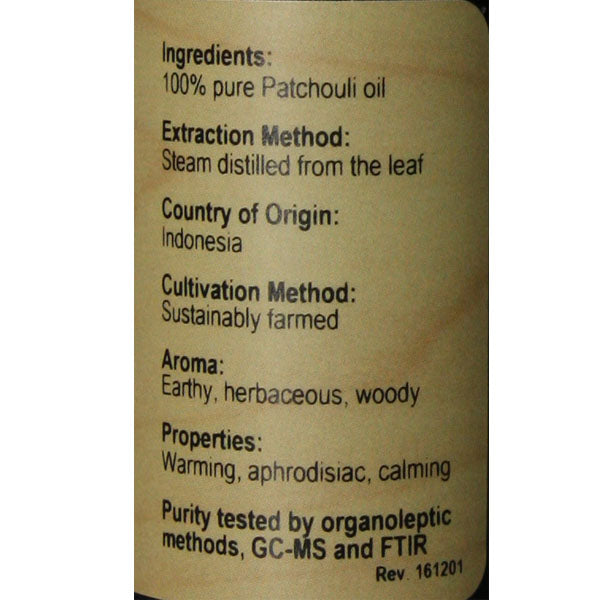 Ingredients:
100% pure Patchouli oil
Extraction Method:
Steam distilled from the leaf
Country of Origin:
Indonesia
Cultivation Method:
Sustainably farmed
Aroma:
Earthy, herbaceous, woody
Properties:
Warming, aphrodisiac, calming
Purity tested by organoleptic
methods, GC-MS and FTIR
Rev. 161201